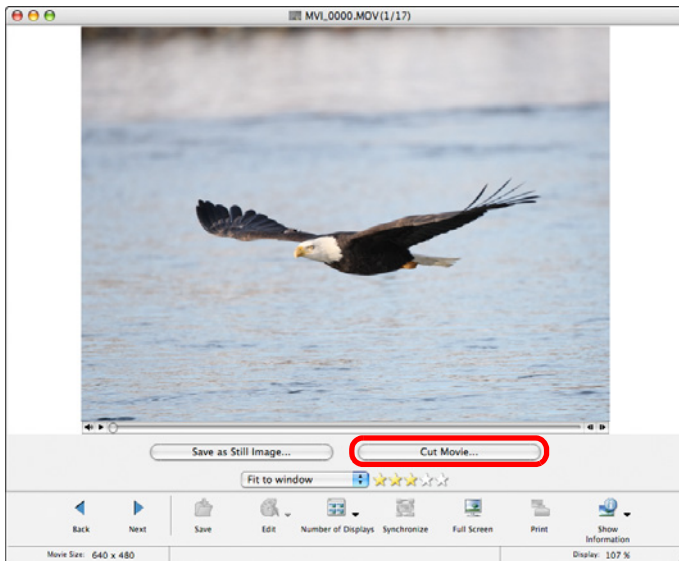 MVI_0000.MOV(1/17)
Save as Still Image...
Cut Movie...
Fit to window
Back
Next
Save
Edit
Number of Displays
Synchronize
Full Screen
Print
Show
Information
Movie Size: 640 x 480
Display: 107 %